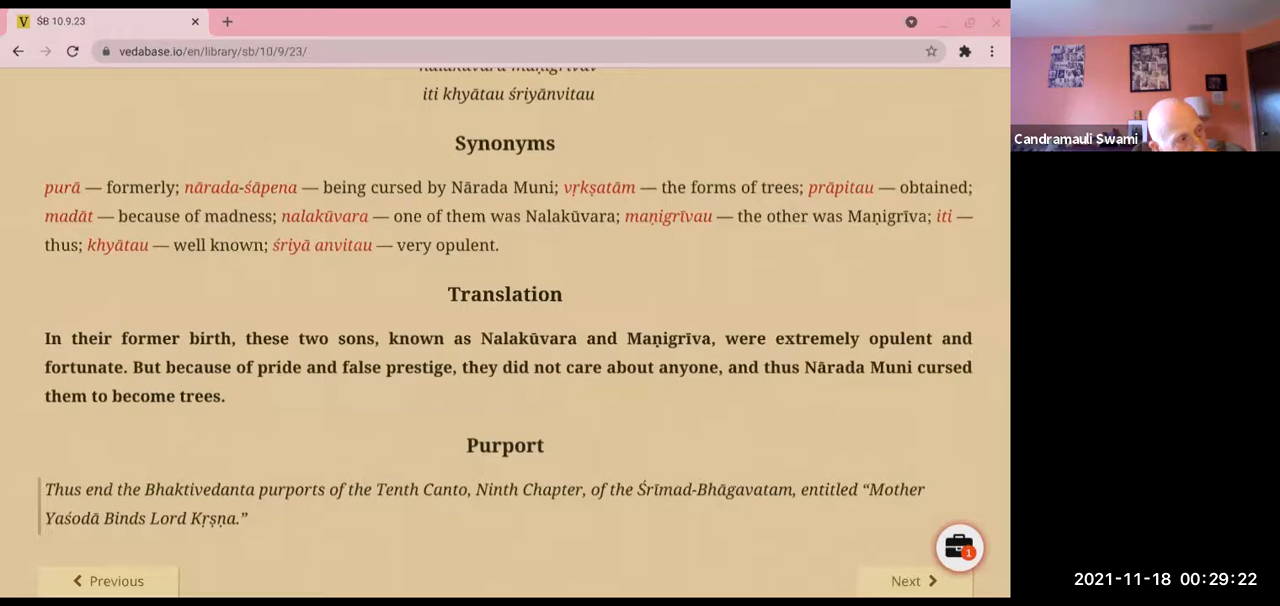 ŚB 10.9.23
vedabase.io/en/library/sb/10/9/23/
nalakūvara-maṇigrīvāv
iti khyātau śriyānvitau
Synonyms
purā — formerly; nārada-śāpena — being cursed by Nārada Muni; vṛkṣatām — the forms of trees; prāpitau — obtained;
madāt — because of madness; nalakūvara — one of them was Nalakūvara; maṇigrīvau — the other was Maṇigrīva; iti —
thus; khyātau — well known; śriyā anvitau — very opulent.
Translation
In their former birth, these two sons, known as Nalakūvara and Maṇigrīva, were extremely opulent and
fortunate. But because of pride and false prestige, they did not care about anyone, and thus Nārada Muni cursed
them to become trees.
Purport
Thus end the Bhaktivedanta purports of the Tenth Canto, Ninth Chapter, of the Śrīmad-Bhāgavatam, entitled “Mother
Yaśodā Binds Lord Kṛṣṇa.”
1
Previous
Next
Candramauli Swami
2021-11-18 00:29:22